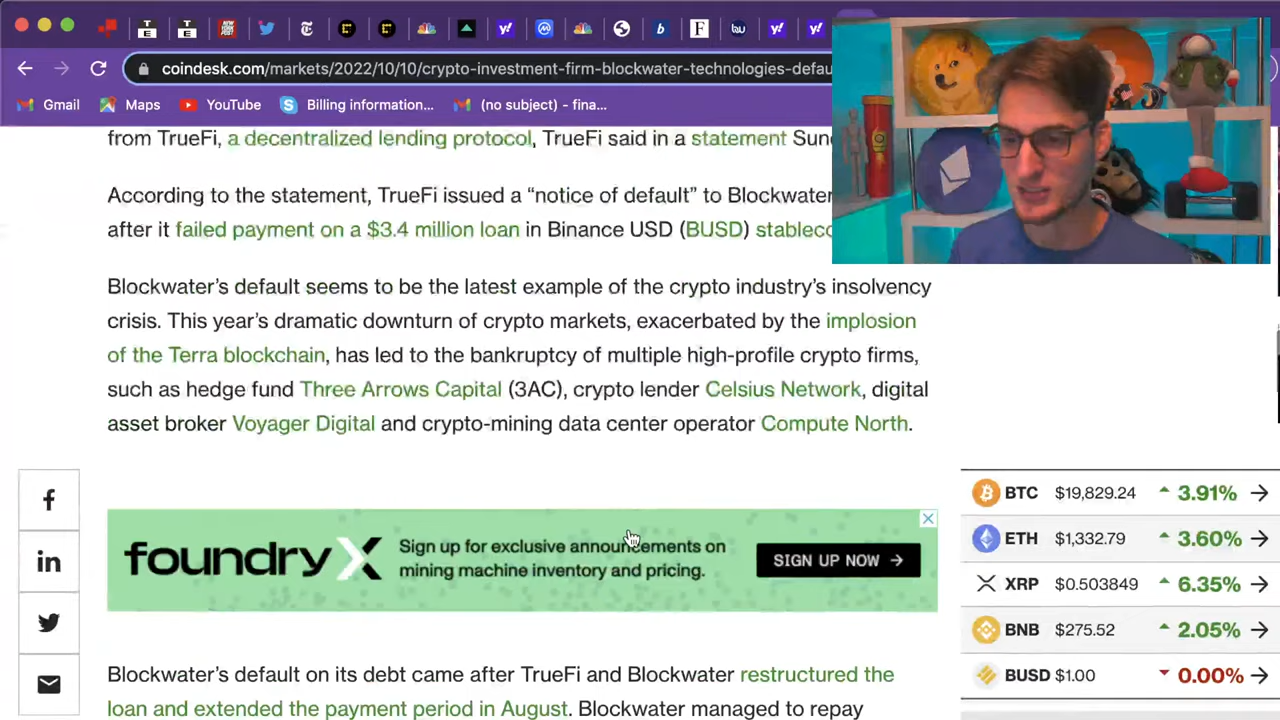 coindesk.com/markets/2022/10/10/crypto-investment-firm-blockwater-technologies-defau
Gmail Maps YouTube Billing information... (no subject) - fina...
from TrueFi, a decentralized lending protocol, TrueFi said in a statement Sun
According to the statement, TrueFi issued a “notice of default” to Blockwater
after it failed payment on a $3.4 million loan in Binance USD (BUSD) stablec
Blockwater’s default seems to be the latest example of the crypto industry’s insolvency
crisis. This year’s dramatic downturn of crypto markets, exacerbated by the implosion
of the Terra blockchain, has led to the bankruptcy of multiple high-profile crypto firms,
such as hedge fund Three Arrows Capital (3AC), crypto lender Celsius Network, digital
asset broker Voyager Digital and crypto-mining data center operator Compute North.
foundryX
Sign up for exclusive announcements on
mining machine inventory and pricing.
SIGN UP NOW →
BTC $19,829.24 3.91% →
ETH $1,332.79 3.60% →
XRP $0.503849 6.35% →
BNB $275.52 2.05% →
BUSD $1.00 0.00% →
Blockwater’s default on its debt came after TrueFi and Blockwater restructured the
loan and extended the payment period in August. Blockwater managed to repay